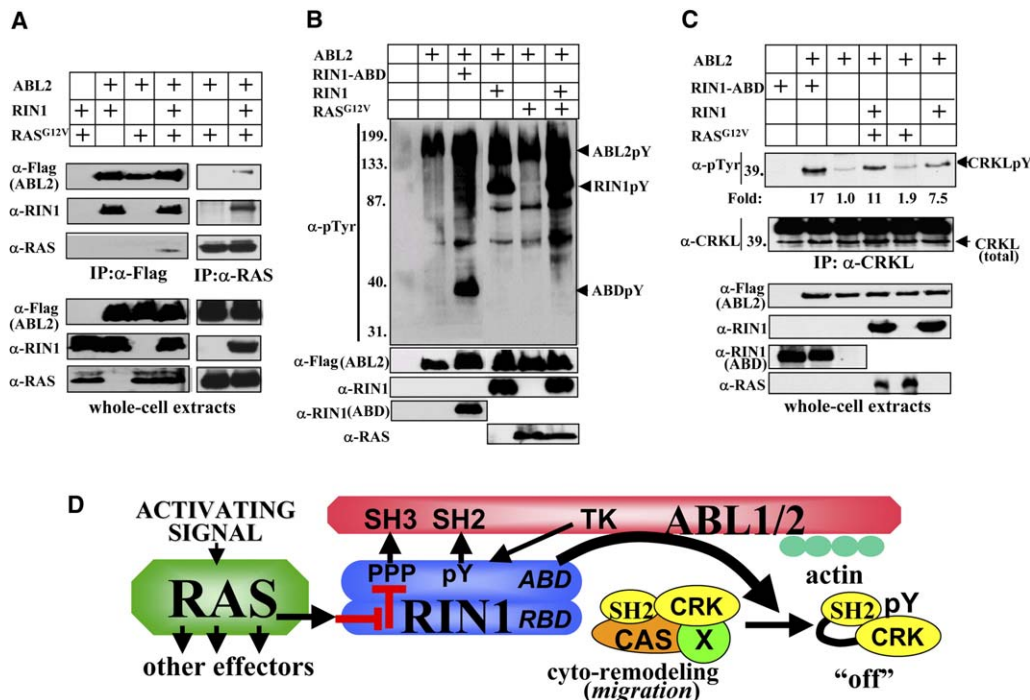 A
ABL2 + + + + +
RIN1 + + + +
RAS^G12V + + + + +
α-Flag
(ABL2)
α-RIN1
α-RAS
IP:α-Flag IP:α-RAS
α-Flag
(ABL2)
α-RIN1
α-RAS
whole-cell extracts
B
ABL2 + + + + +
RIN1-ABD +
RIN1 + +
RAS^G12V + +
199.
133.
87.
40.
31.
α-pTyr
ABL2pY
RIN1pY
ABDpY
α-Flag(ABL2)
α-RIN1
α-RIN1(ABD)
α-RAS
C
ABL2 + + + + +
RIN1-ABD + +
RIN1 + +
RAS^G12V + +
α-pTyr 39. CRKLpY
Fold: 17 1.0 11 1.9 7.5
α-CRKL 39. CRKL
(total)
IP: α-CRKL
α-Flag
(ABL2)
α-RIN1
α-RIN1
(ABD)
α-RAS
whole-cell extracts
D
ACTIVATING
SIGNAL
RAS
other effectors
SH3 SH2 TK ABL1/2
PPP pY ABD
RIN1 RBD
actin
SH2 CRK
CAS X
cyto-remodeling
(migration)
SH2 pY
CRK
“off”